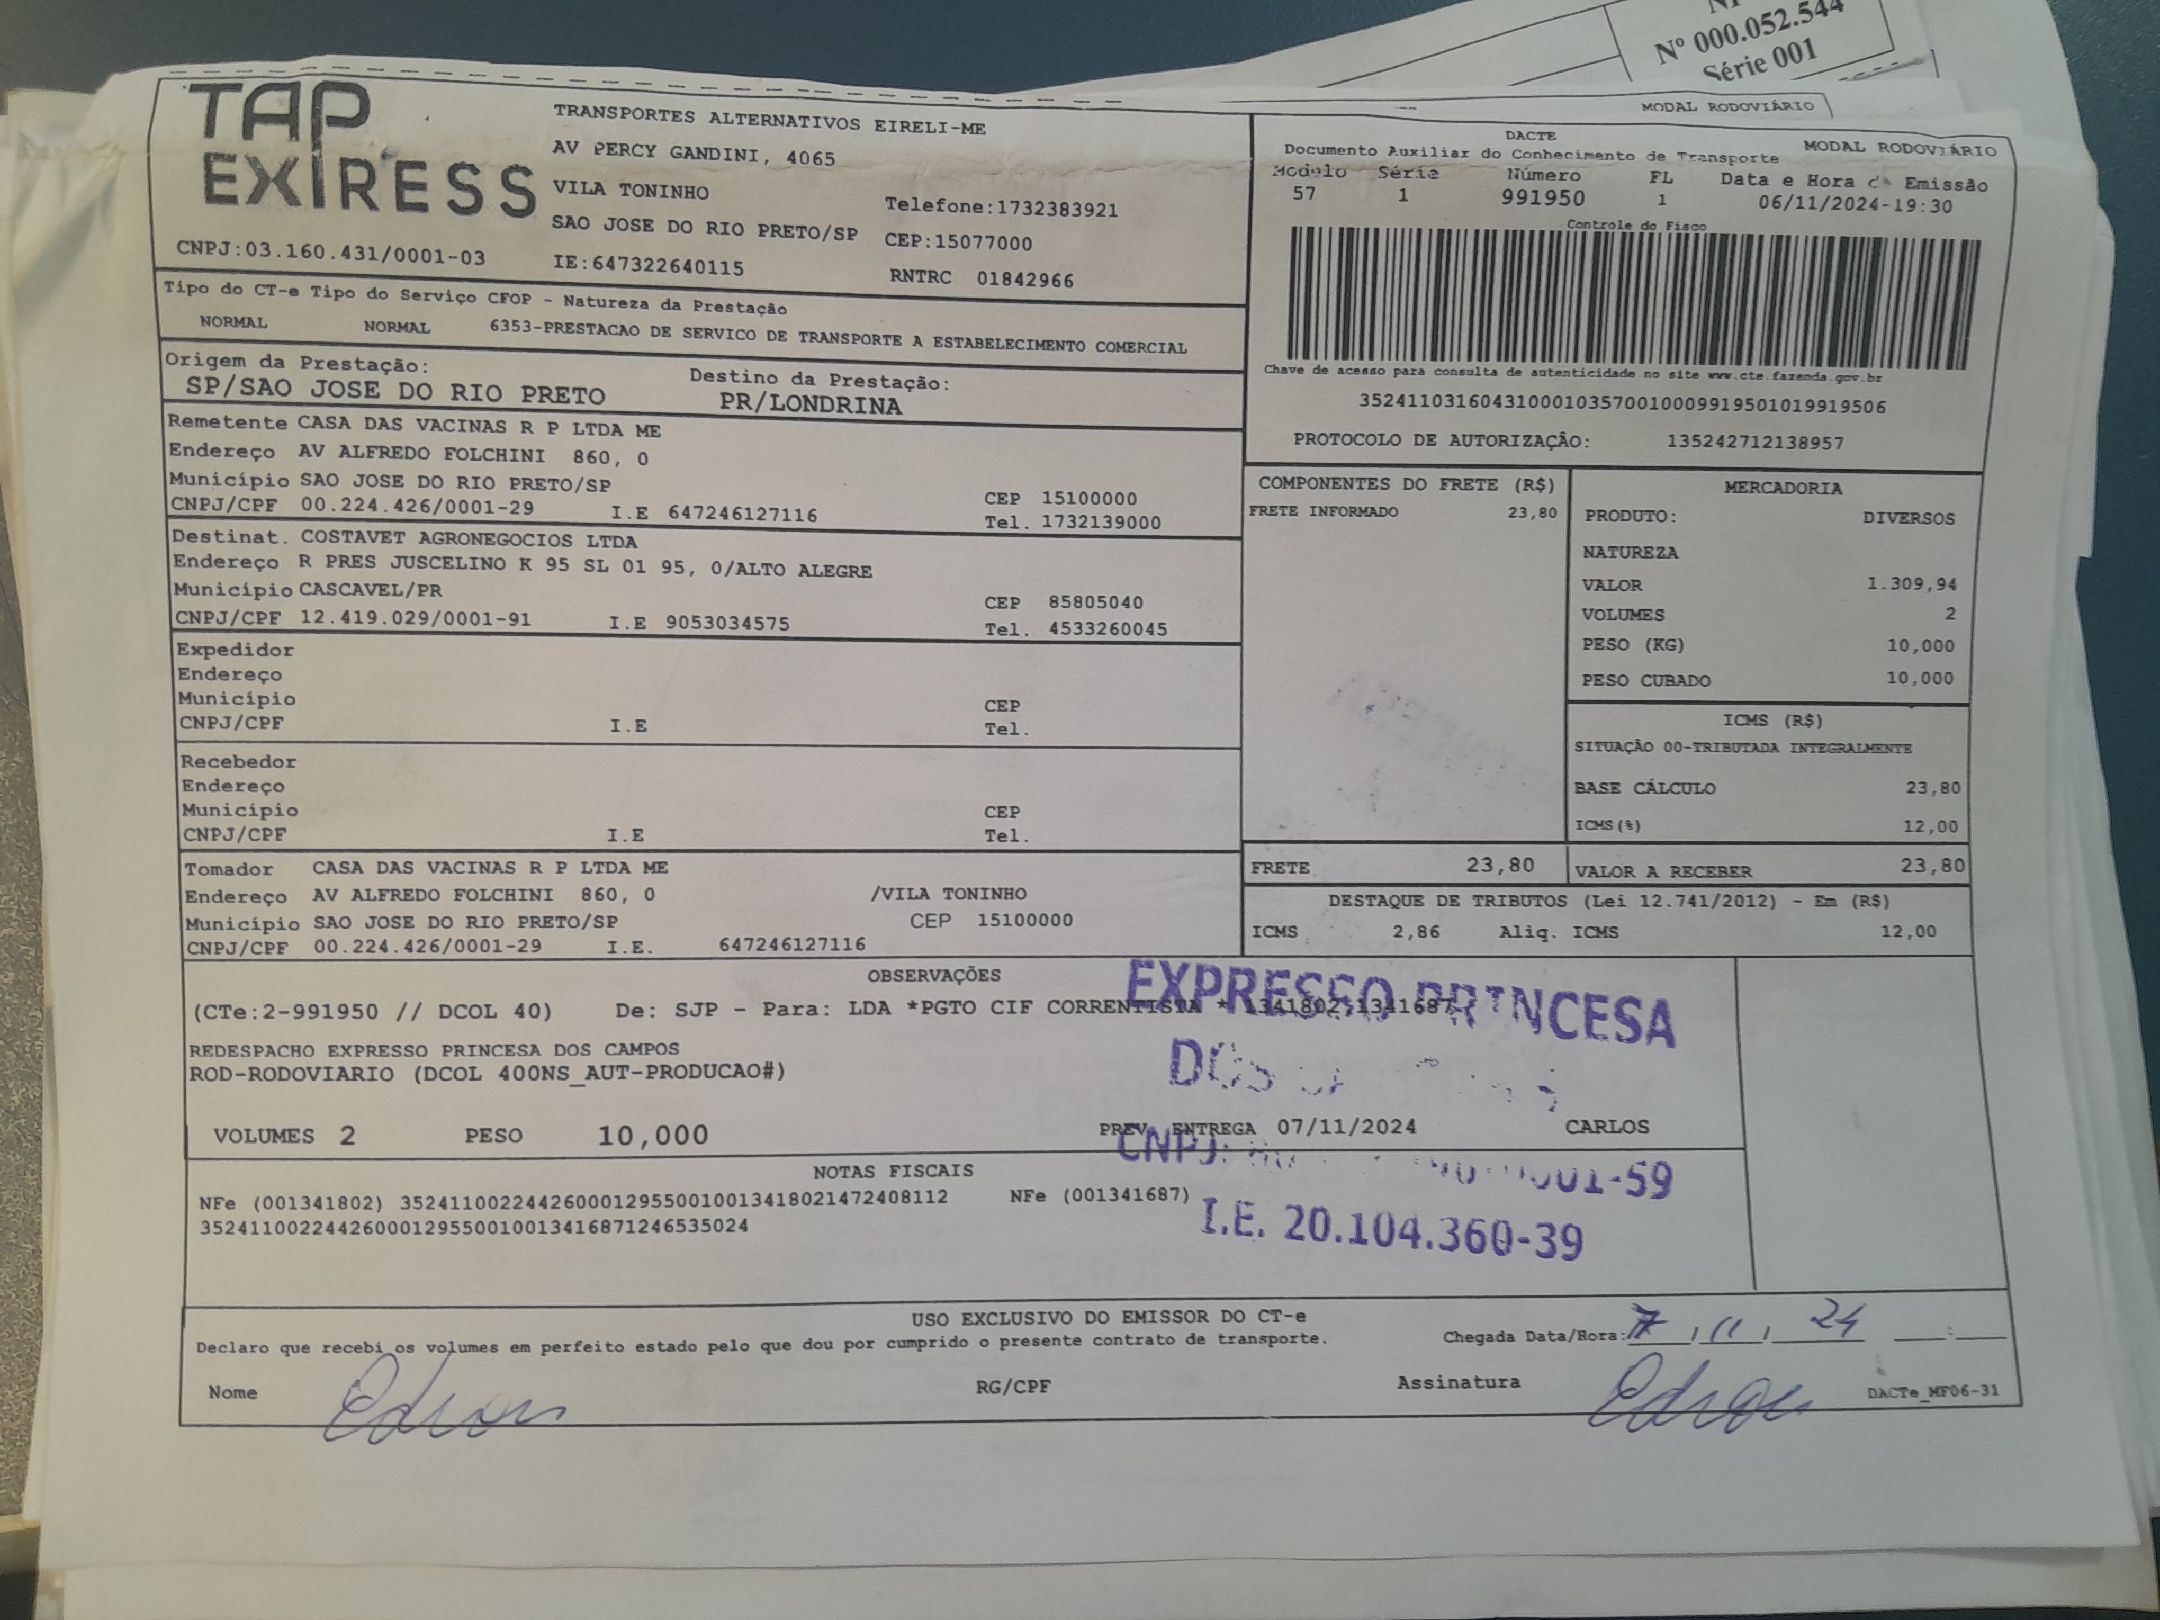 Nº 000.052.544
Série 001
MODAL RODOVIÁRIO
TAP EXPRESS
TRANSPORTES ALTERNATIVOS EIRELI-ME
AV PERCY GANDINI, 4065
VILA TONINHO
Telefone:1732383921
SAO JOSE DO RIO PRETO/SP CEP:15077000
CNPJ:03.160.431/0001-03 IE:647322640115 RNTRC 01842966
DACTE
Documento Auxiliar do Conhecimento de Transporte MODAL RODOVIÁRIO
Modelo Série Número FL Data e Hora de Emissão
57 1 991950 1 06/11/2024-19:30
Controle do Fisco
Chave de acesso para consulta de autenticidade no site www.cte.fazenda.gov.br
35241103160431000103570010009919501019919506
PROTOCOLO DE AUTORIZAÇÃO: 135242712138957
Tipo do CT-e Tipo do Serviço CFOP - Natureza da Prestação
NORMAL NORMAL 6353-PRESTACAO DE SERVICO DE TRANSPORTE A ESTABELECIMENTO COMERCIAL
Origem da Prestação: Destino da Prestação:
SP/SAO JOSE DO RIO PRETO PR/LONDRINA
Remetente CASA DAS VACINAS R P LTDA ME
Endereço AV ALFREDO FOLCHINI 860, 0
Município SAO JOSE DO RIO PRETO/SP CEP 15100000
CNPJ/CPF 00.224.426/0001-29 I.E 647246127116 Tel. 1732139000
Destinat. COSTAVET AGRONEGOCIOS LTDA
Endereço R PRES JUSCELINO K 95 SL 01 95, 0/ALTO ALEGRE
Município CASCAVEL/PR CEP 85805040
CNPJ/CPF 12.419.029/0001-91 I.E 9053034575 Tel. 4533260045
Expedidor
Endereço
Município CEP
CNPJ/CPF I.E Tel.
Recebedor
Endereço
Município CEP
CNPJ/CPF I.E Tel.
Tomador CASA DAS VACINAS R P LTDA ME
Endereço AV ALFREDO FOLCHINI 860, 0 /VILA TONINHO
Município SAO JOSE DO RIO PRETO/SP CEP 15100000
CNPJ/CPF 00.224.426/0001-29 I.E. 647246127116
COMPONENTES DO FRETE (R$)
FRETE INFORMADO 23,80
MERCADORIA
PRODUTO: DIVERSOS
NATUREZA
VALOR 1.309,94
VOLUMES 2
PESO (KG) 10,000
PESO CUBADO 10,000
ICMS (R$)
SITUAÇÃO 00-TRIBUTADA INTEGRALMENTE
BASE CÁLCULO 23,80
ICMS(%) 12,00
FRETE 23,80 VALOR A RECEBER 23,80
DESTAQUE DE TRIBUTOS (Lei 12.741/2012) - Em (R$)
ICMS 2,86 Aliq. ICMS 12,00
OBSERVAÇÕES
(CTe:2-991950 // DCOL 40) De: SJP - Para: LDA *PGTO CIF CORRENTISTA * 1341802,1341687
REDESPACHO EXPRESSO PRINCESA DOS CAMPOS
ROD-RODOVIARIO (DCOL 400NS_AUT-PRODUCAO#)
VOLUMES 2 PESO 10,000 PREV. ENTREGA 07/11/2024 CARLOS
EXPRESSO PRINCESA
DOS
CNPJ: 0001-59
I.E. 20.104.360-39
NOTAS FISCAIS
NFe (001341802) 35241100224426000129550010013418021472408112 NFe (001341687)
35241100224426000129550010013416871246535024
USO EXCLUSIVO DO EMISSOR DO CT-e
Declaro que recebi os volumes em perfeito estado pelo que dou por cumprido o presente contrato de transporte. Chegada Data/Hora: 7 / 11 / 24 __:__
Nome RG/CPF Assinatura DACTe_MF06-31